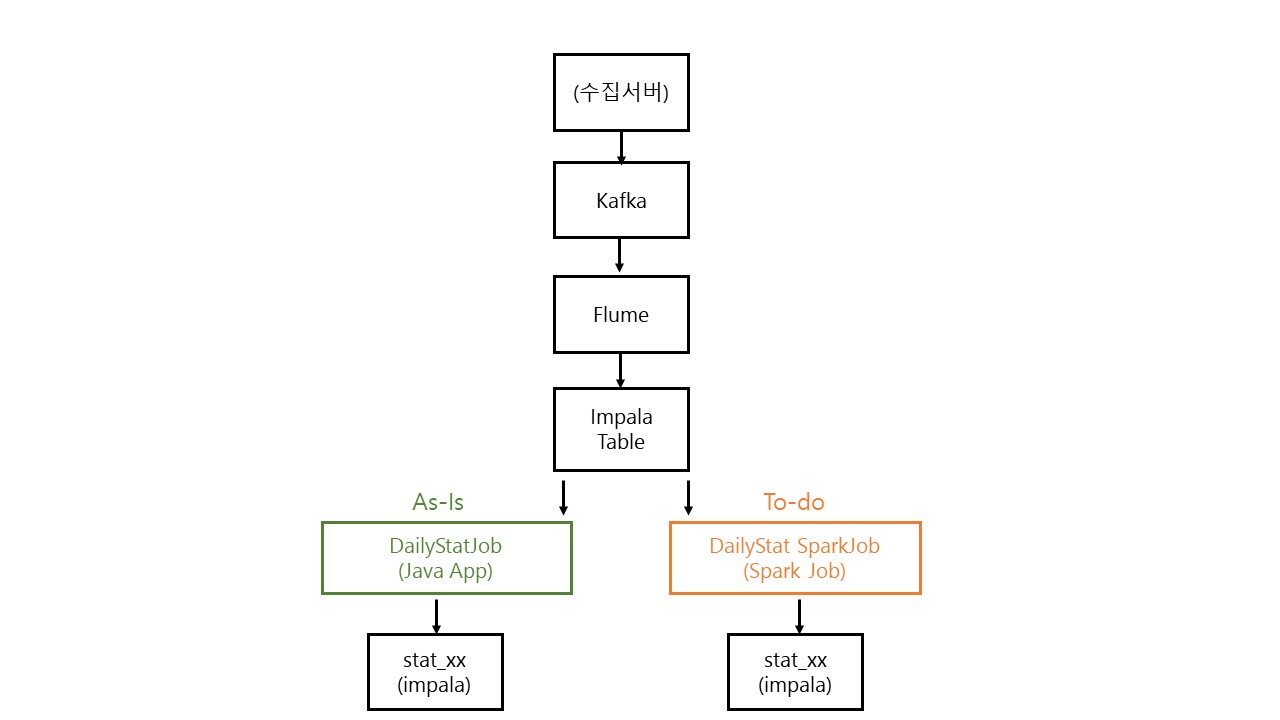 (수집서버)
Kafka
Flume
Impala
Table
As-Is
To-do
DailyStatJob
(Java App)
DailyStat SparkJob
(Spark Job)
stat_xx
(impala)
stat_xx
(impala)